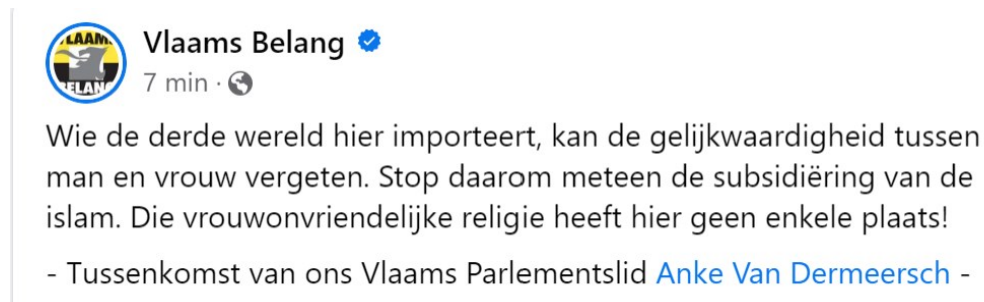 VLAAMS
BELANG
Vlaams Belang
7 min ·
Wie de derde wereld hier importeert, kan de gelijkwaardigheid tussen
man en vrouw vergeten. Stop daarom meteen de subsidiëring van de
islam. Die vrouwonvriendelijke religie heeft hier geen enkele plaats!
- Tussenkomst van ons Vlaams Parlementslid Anke Van Dermeersch -